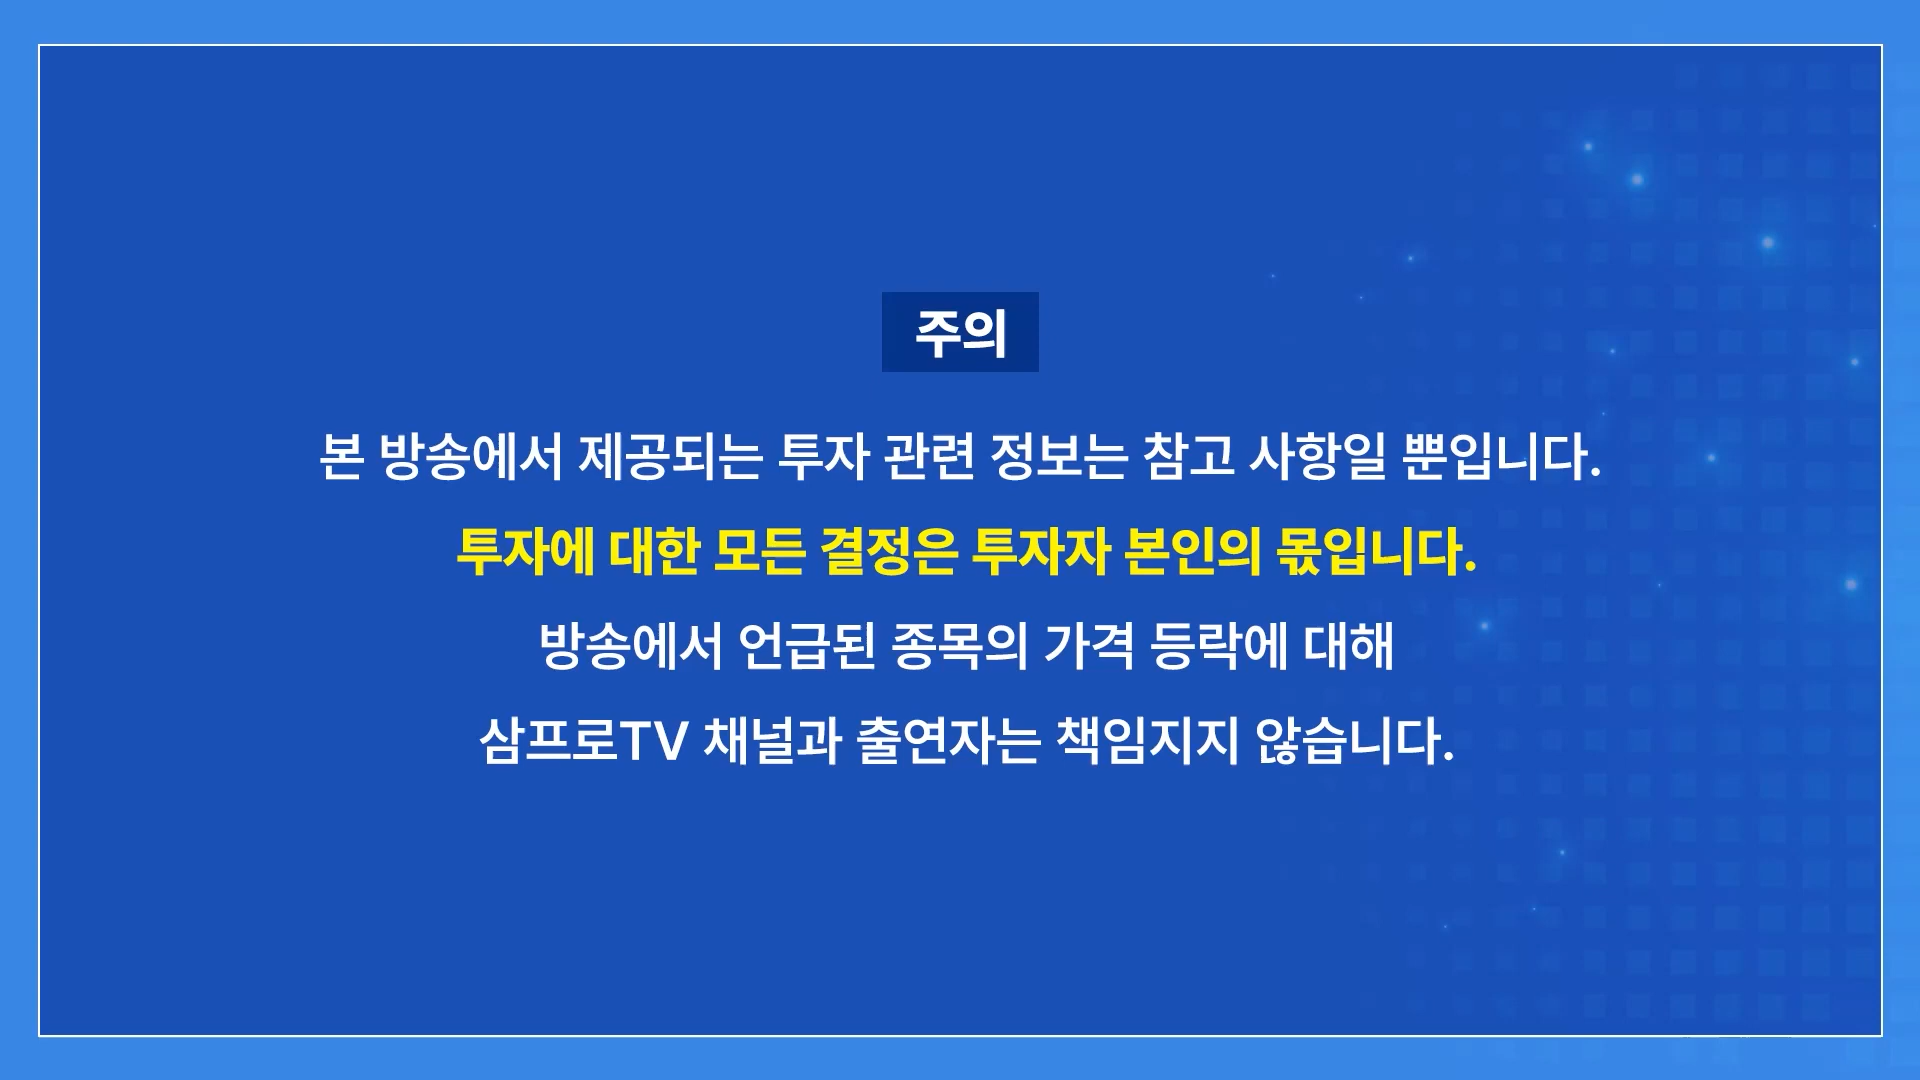 주의
본 방송에서 제공되는 투자 관련 정보는 참고 사항일 뿐입니다.
투자에 대한 모든 결정은 투자자 본인의 몫입니다.
방송에서 언급된 종목의 가격 등락에 대해
삼프로TV 채널과 출연자는 책임지지 않습니다.